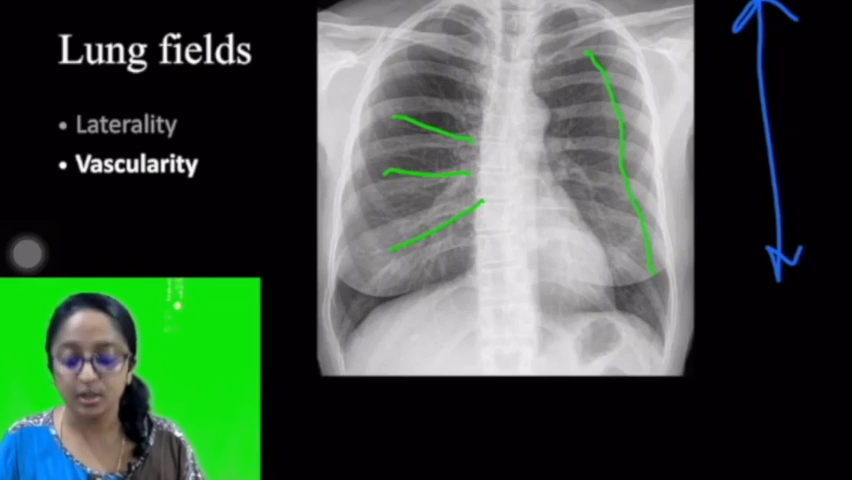 Lung fields
• Laterality
• Vascularity